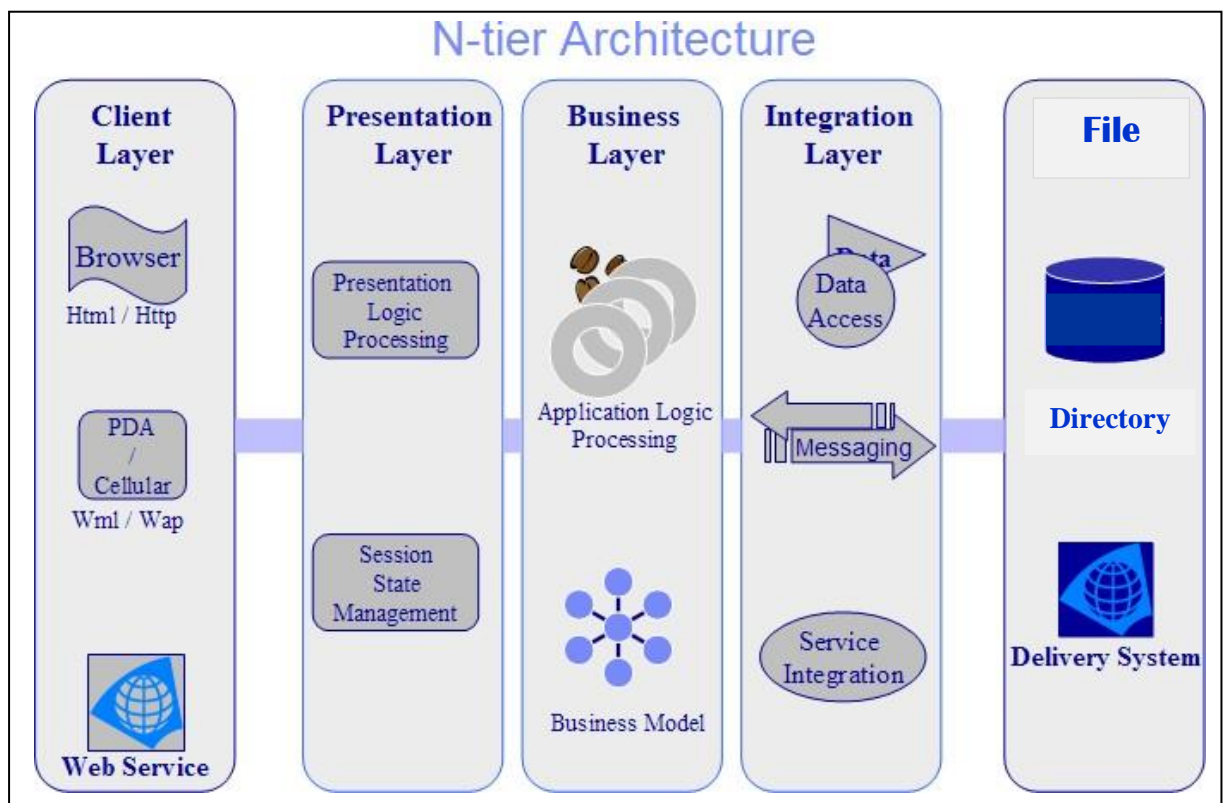 N-tier Architecture
Client
Layer
Browser
Html / Http
PDA
/
Cellular
Wml / Wap
Web Service
Presentation
Layer
Presentation
Logic
Processing
Session
State
Management
Business
Layer
Application Logic
Processing
Business Model
Integration
Layer
Data
Data
Access
Messaging
Service
Integration
File
Directory
Delivery System